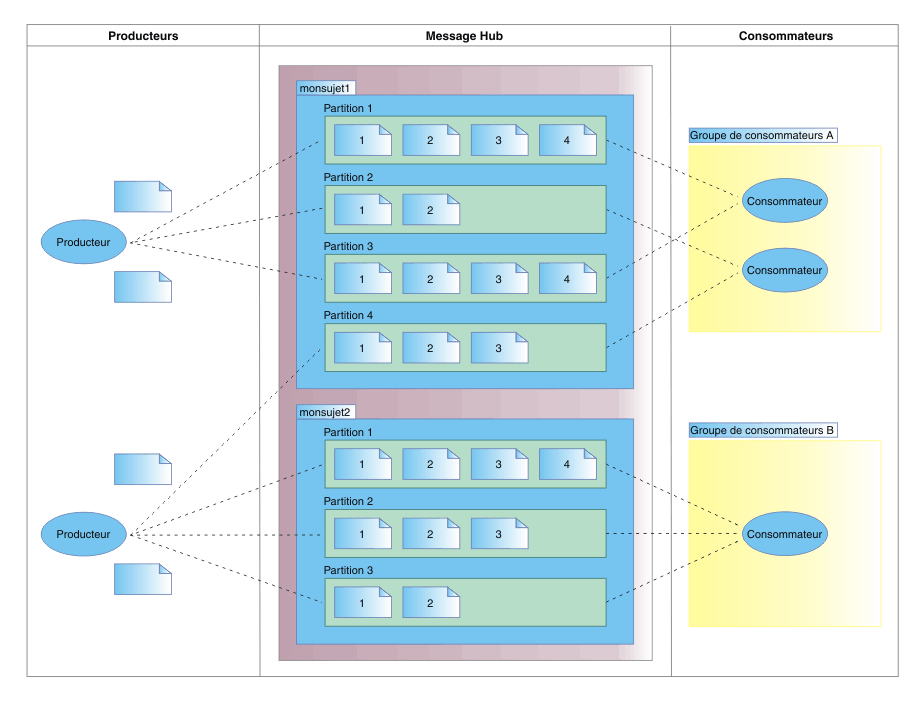 Producteurs
Message Hub
Consommateurs
monsujet1
Partition 1
1 2 3 4
Partition 2
1 2
Partition 3
1 2 3 4
Partition 4
1 2 3
Producteur
Groupe de consommateurs A
Consommateur
Consommateur
monsujet2
Partition 1
1 2 3 4
Partition 2
1 2 3
Partition 3
1 2
Producteur
Groupe de consommateurs B
Consommateur